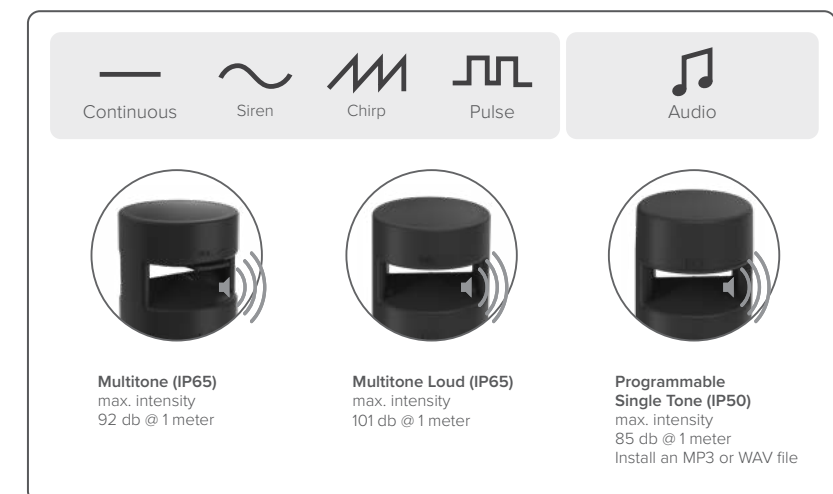 Continuous
Siren
Chirp
Pulse
Audio
Multitone (IP65)
max. intensity
92 db @ 1 meter
Multitone Loud (IP65)
max. intensity
101 db @ 1 meter
Programmable
Single Tone (IP50)
max. intensity
85 db @ 1 meter
Install an MP3 or WAV file